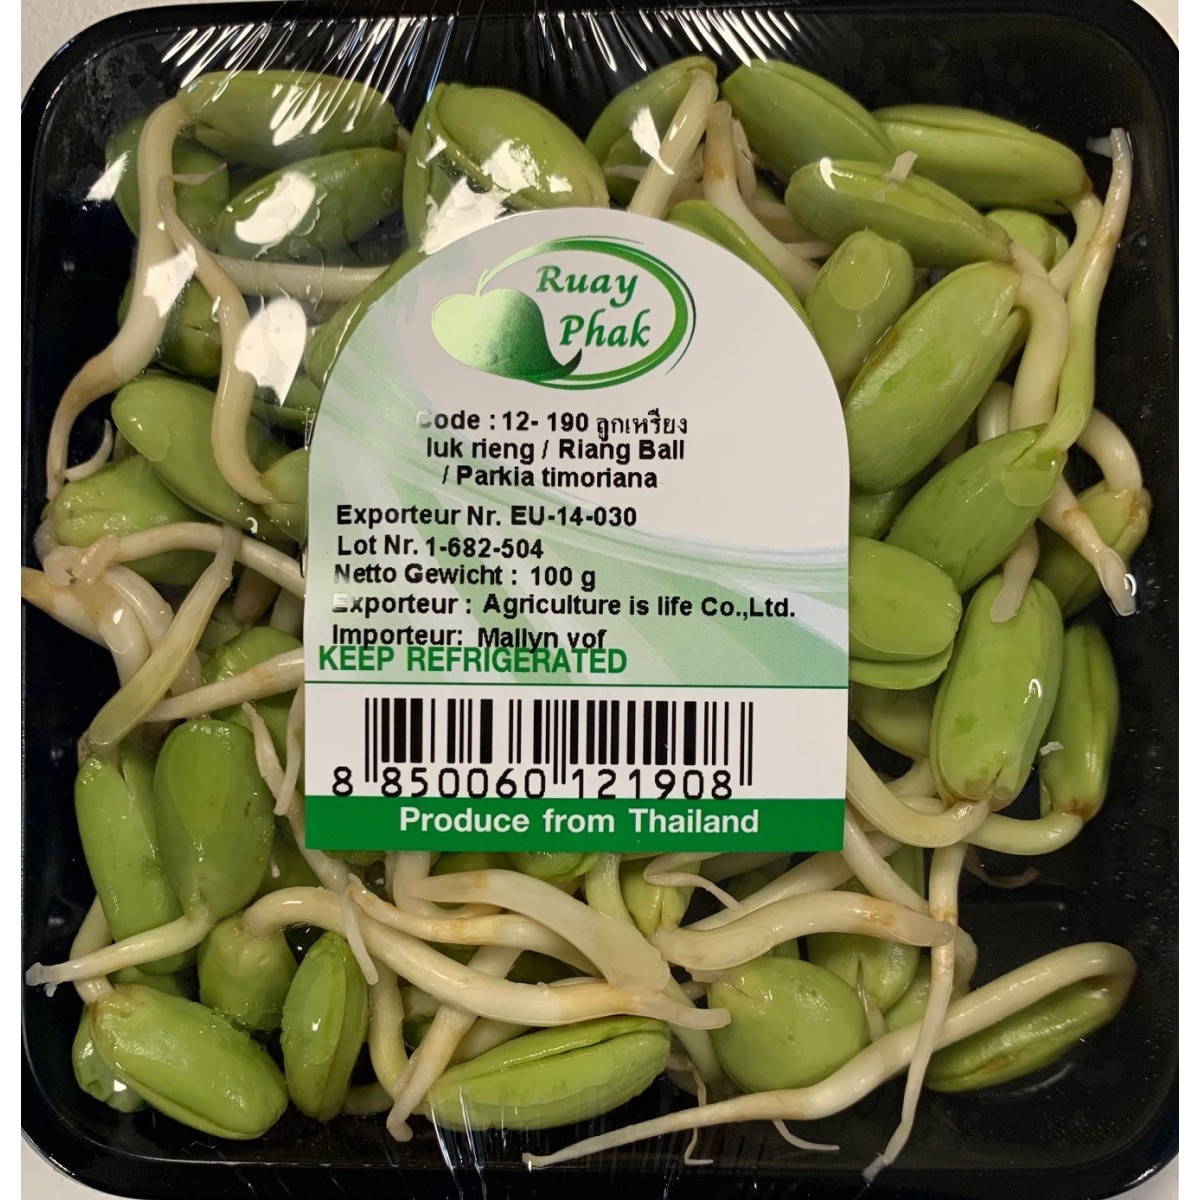 Ruay
Phak
Code : 12- 190 ลูกเหรียง
luk rieng / Riang Ball
/ Parkia timoriana
Exporteur Nr. EU-14-030
Lot Nr. 1-682-504
Netto Gewicht : 100 g
Exporteur : Agriculture is life Co.,Ltd.
Importeur: Mallyn vof
KEEP REFRIGERATED
8 850060 121908
Produce from Thailand